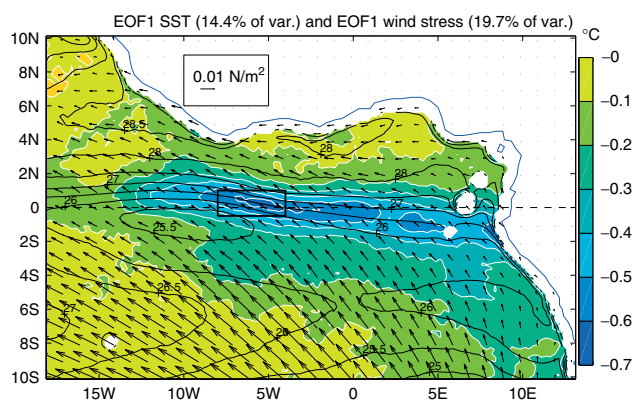 EOF1 SST (14.4% of var.) and EOF1 wind stress (19.7% of var.)
°C
10N
8N
6N
4N
2N
0
2S
4S
6S
8S
10S
0.01 N/m²
28.5
28
28
28
27
27
26
26
25.5
26.5
27
26
26
25.5
25
−0
−0.1
−0.2
−0.3
−0.4
−0.5
−0.6
−0.7
15W
10W
5W
0
5E
10E